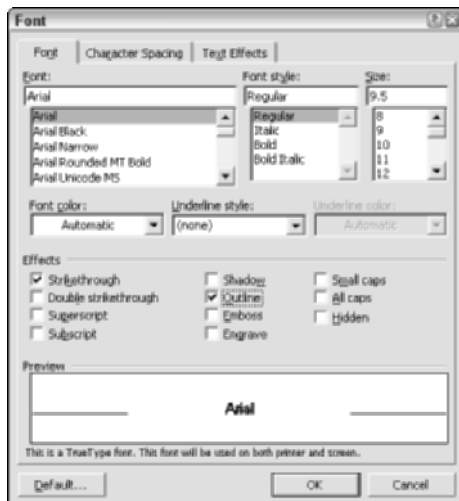 Font
Font Character Spacing Text Effects
Font: Font style: Size:
Arial Regular 9.5
Arial Regular 8
Arial Black Italic 9
Arial Narrow Bold 10
Arial Rounded MT Bold Bold Italic 11
Arial Unicode MS 12
Font color: Underline style: Underline color:
Automatic (none) Automatic
Effects
Strikethrough Shadow Small caps
Double strikethrough Outline All caps
Superscript Emboss Hidden
Subscript Engrave
Preview
Arial
This is a TrueType font. This font will be used on both printer and screen.
Default... OK Cancel